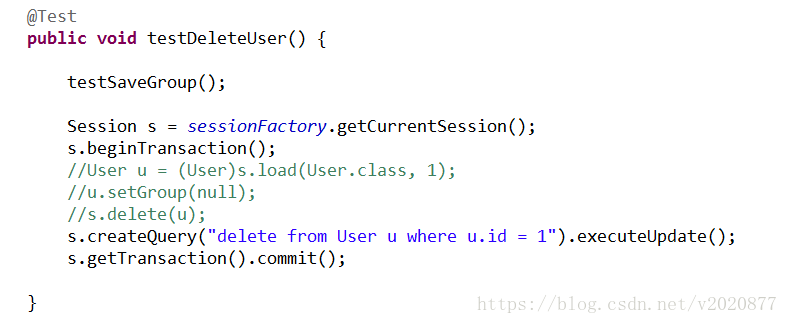 @Test
public void testDeleteUser() {
testSaveGroup();
Session s = sessionFactory.getCurrentSession();
s.beginTransaction();
//User u = (User)s.load(User.class, 1);
//u.setGroup(null);
//s.delete(u);
s.createQuery("delete from User u where u.id = 1").executeUpdate();
s.getTransaction().commit();
}
https://blog.csdn.net/v2020877